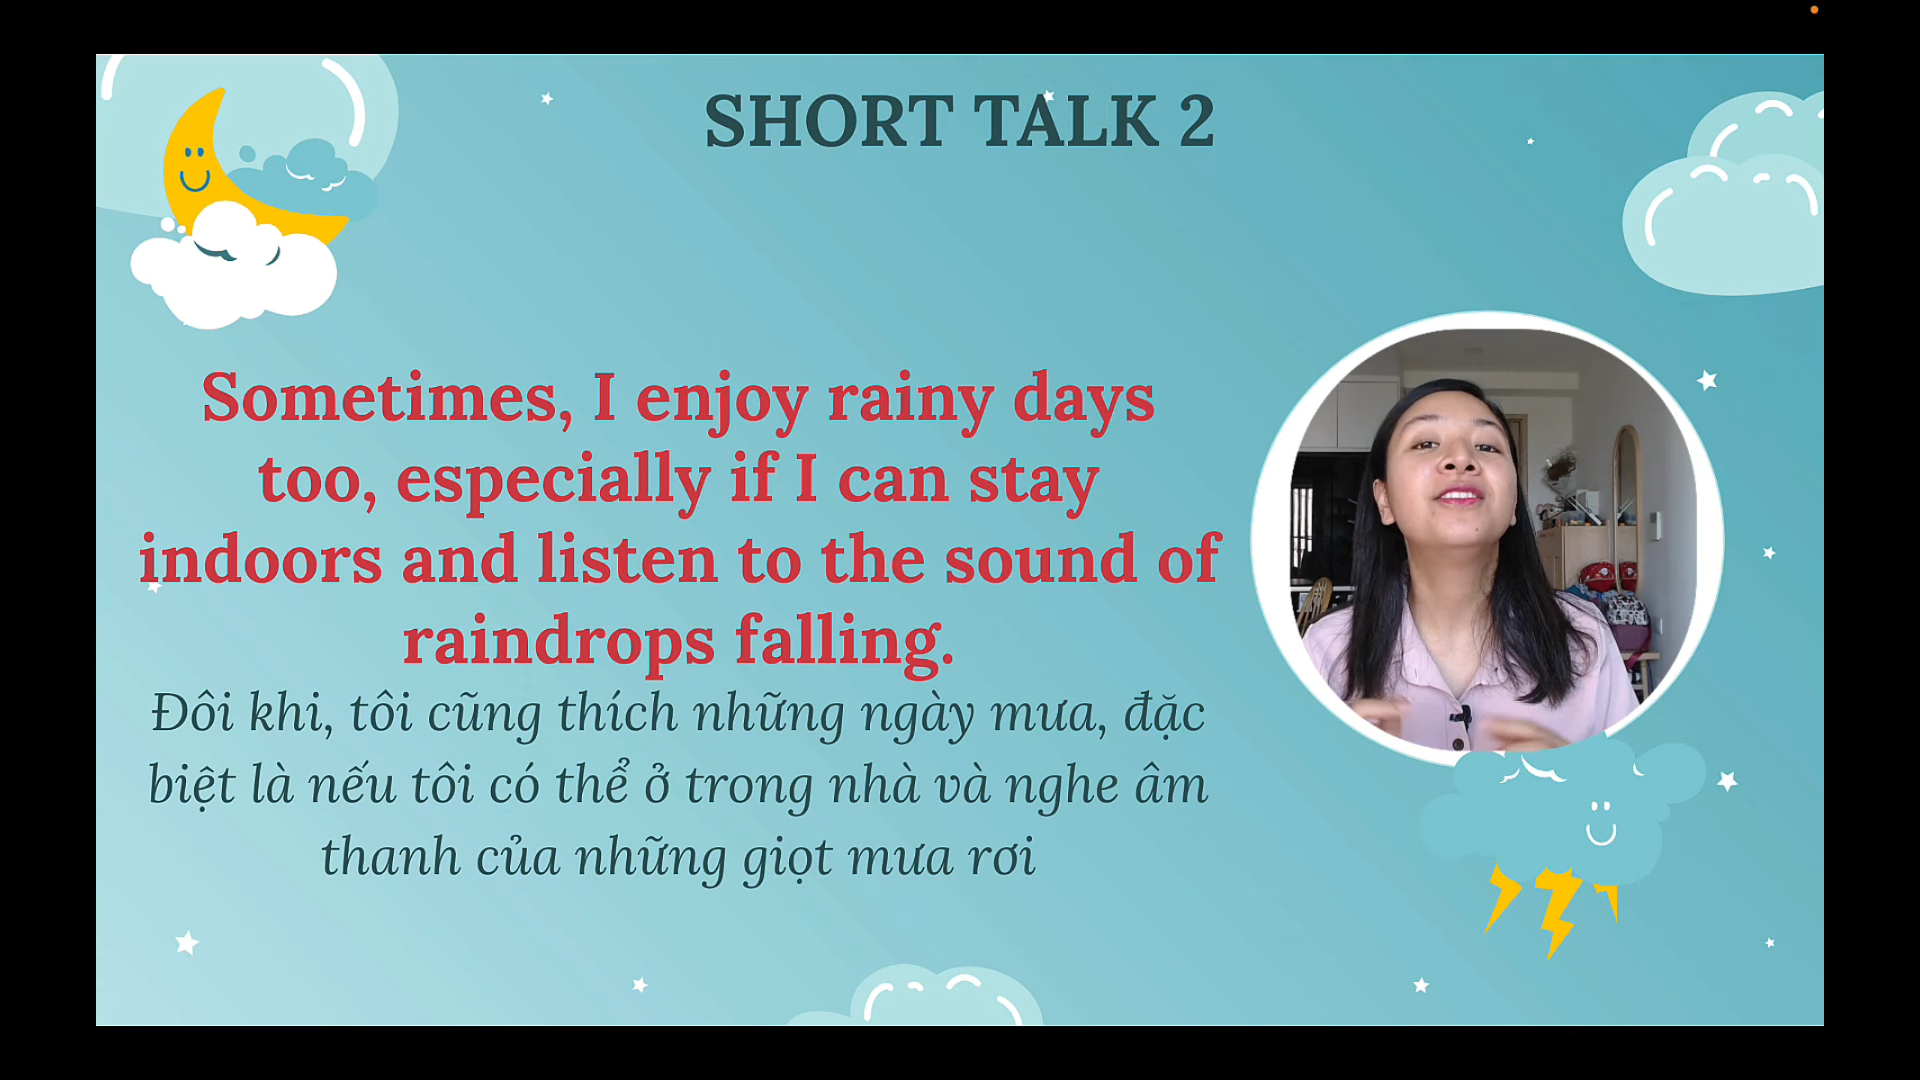 SHORT TALK 2
Sometimes, I enjoy rainy days
too, especially if I can stay
indoors and listen to the sound of
raindrops falling.
Đôi khi, tôi cũng thích những ngày mưa, đặc
biệt là nếu tôi có thể ở trong nhà và nghe âm
thanh của những giọt mưa rơi